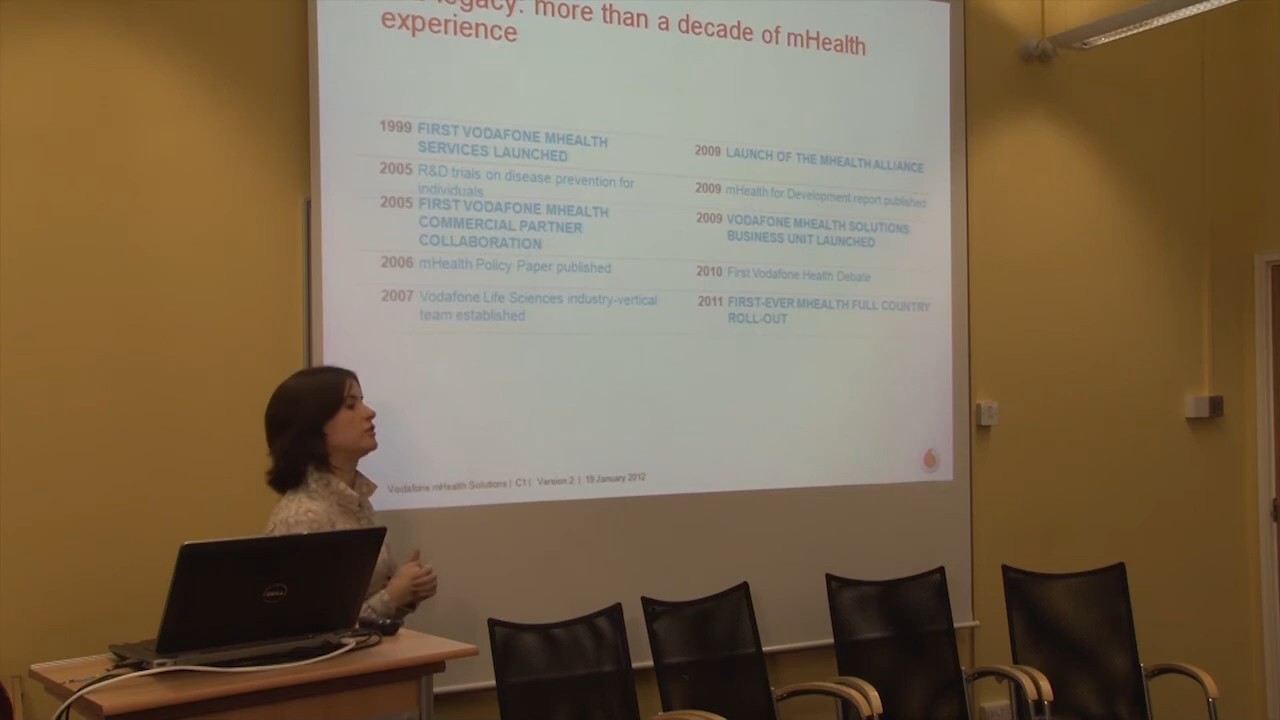 legacy: more than a decade of mHealth
experience
1999 FIRST VODAFONE MHEALTH
SERVICES LAUNCHED
2005 R&D trials on disease prevention for
individuals
2005 FIRST VODAFONE MHEALTH
COMMERCIAL PARTNER
COLLABORATION
2006 mHealth Policy Paper published
2007 Vodafone Life Sciences industry-vertical
team established
2009 LAUNCH OF THE MHEALTH ALLIANCE
2009 mHealth for Development report published
2009 VODAFONE MHEALTH SOLUTIONS
BUSINESS UNIT LAUNCHED
2010 First Vodafone Health Debate
2011 FIRST-EVER MHEALTH FULL COUNTRY
ROLL-OUT
Vodafone mHealth Solutions | C1 | Version 2 | 19 January 2012
DELL